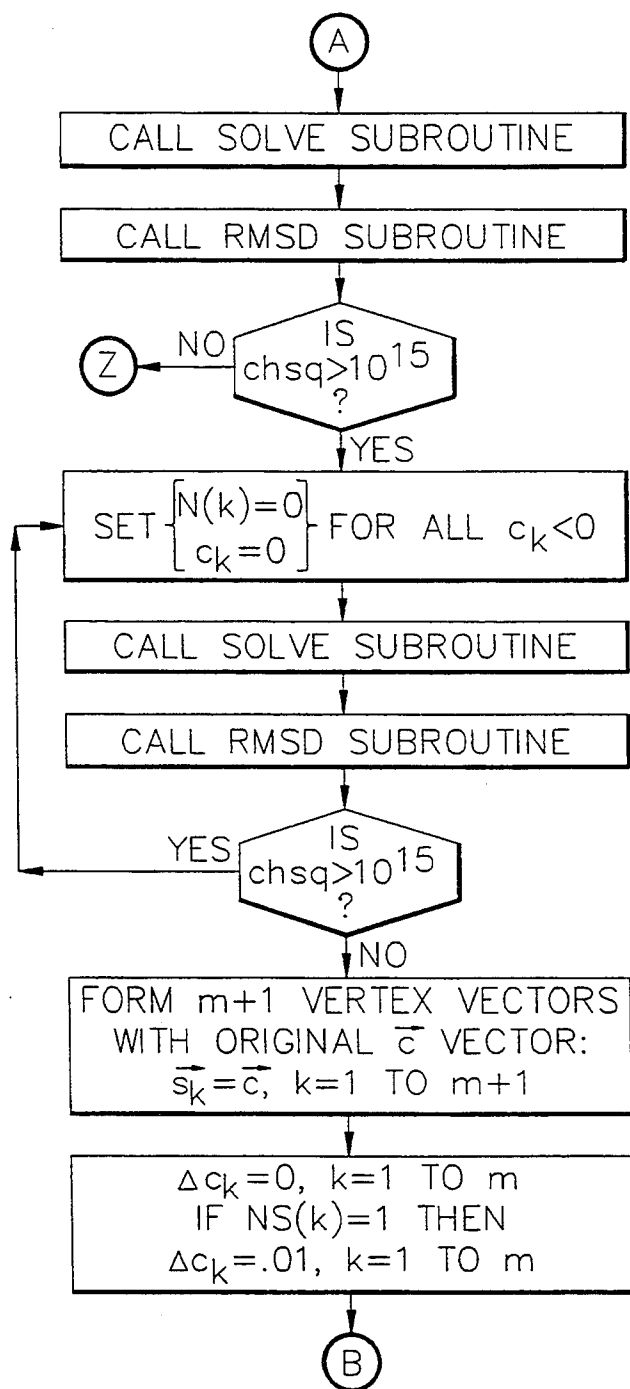 A
CALL SOLVE SUBROUTINE
CALL RMSD SUBROUTINE
IS
chsq>10^15
?
NO
Z
YES
SET {N(k)=0
c_k=0} FOR ALL c_k<0
CALL SOLVE SUBROUTINE
CALL RMSD SUBROUTINE
IS
chsq>10^15
?
YES
NO
FORM m+1 VERTEX VECTORS
WITH ORIGINAL c⃗ VECTOR:
s⃗_k=c⃗, k=1 TO m+1
Δc_k=0, k=1 TO m
IF NS(k)=1 THEN
Δc_k=.01, k=1 TO m
B